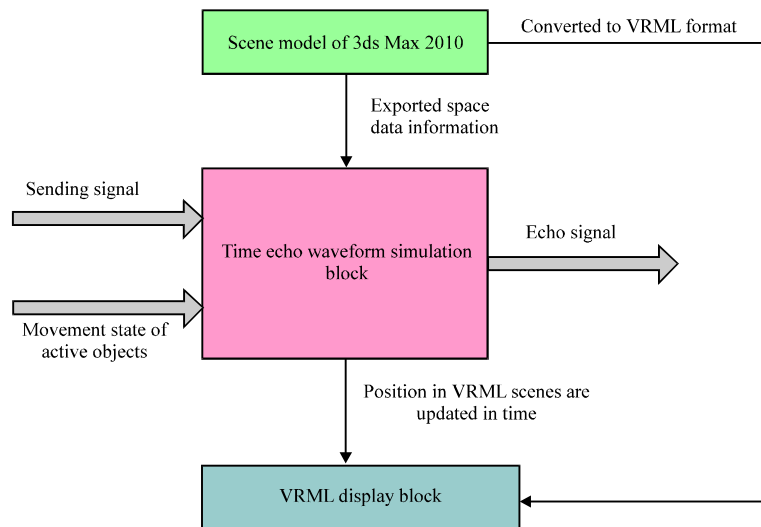 Scene model of 3ds Max 2010
Converted to VRML format
Exported space
data information
Sending signal
Time echo waveform simulation
block
Echo signal
Movement state of
active objects
Position in VRML scenes are
updated in time
VRML display block